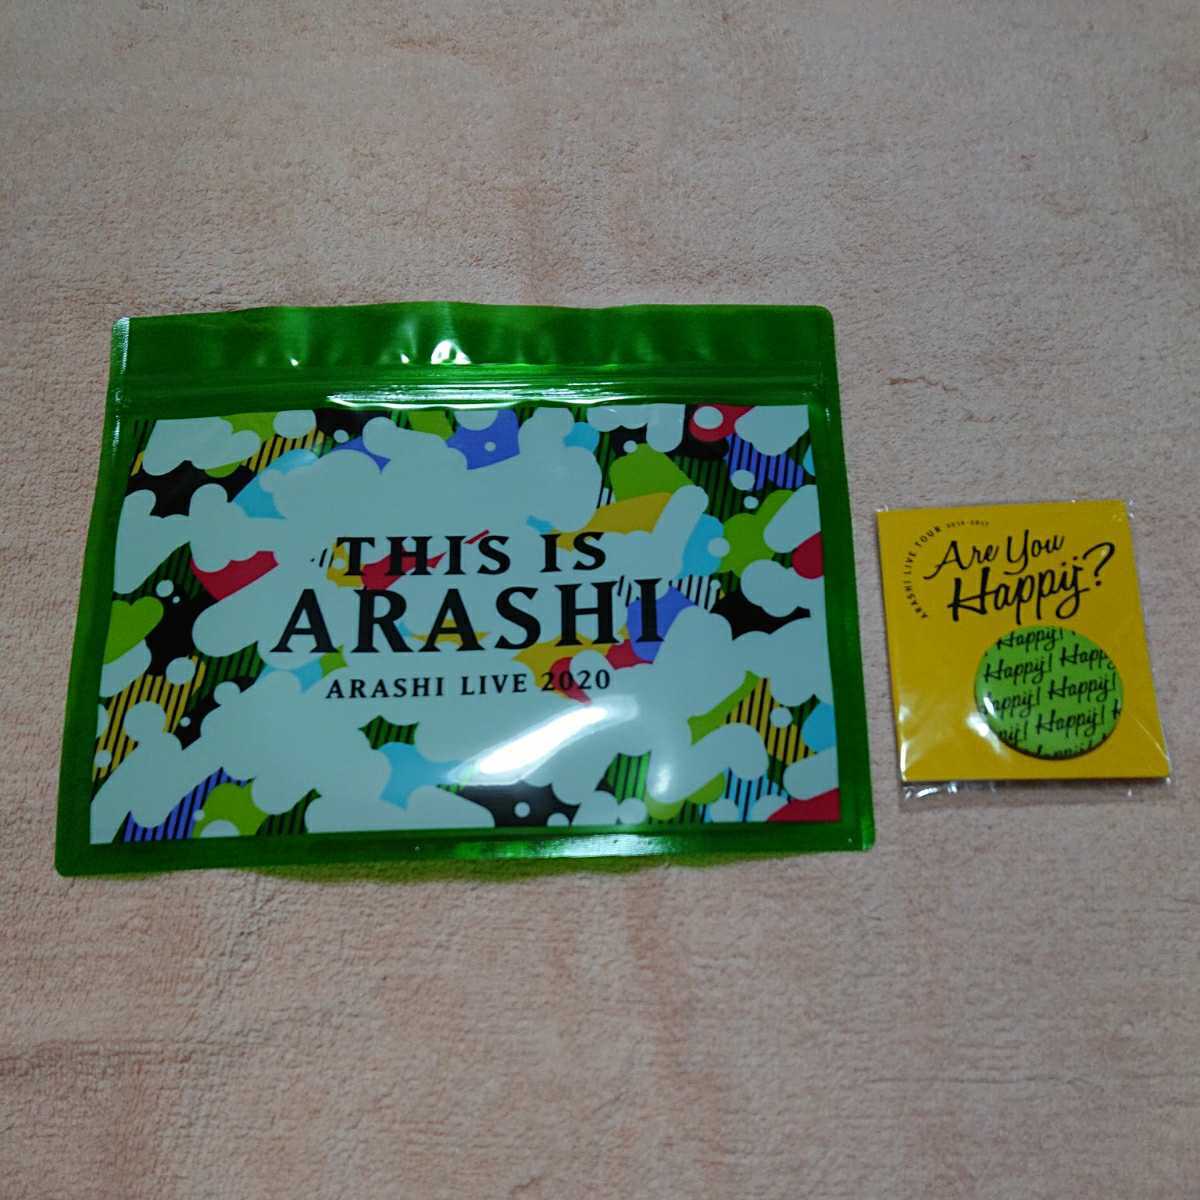 THIS IS
ARASHI
ARASHI LIVE 2020
ARASHI LIVE TOUR 2016-2017
Are You
Happy?
Happy!
Happy! Happy
Happy! Happy!
Happy! Happy!
Happy!